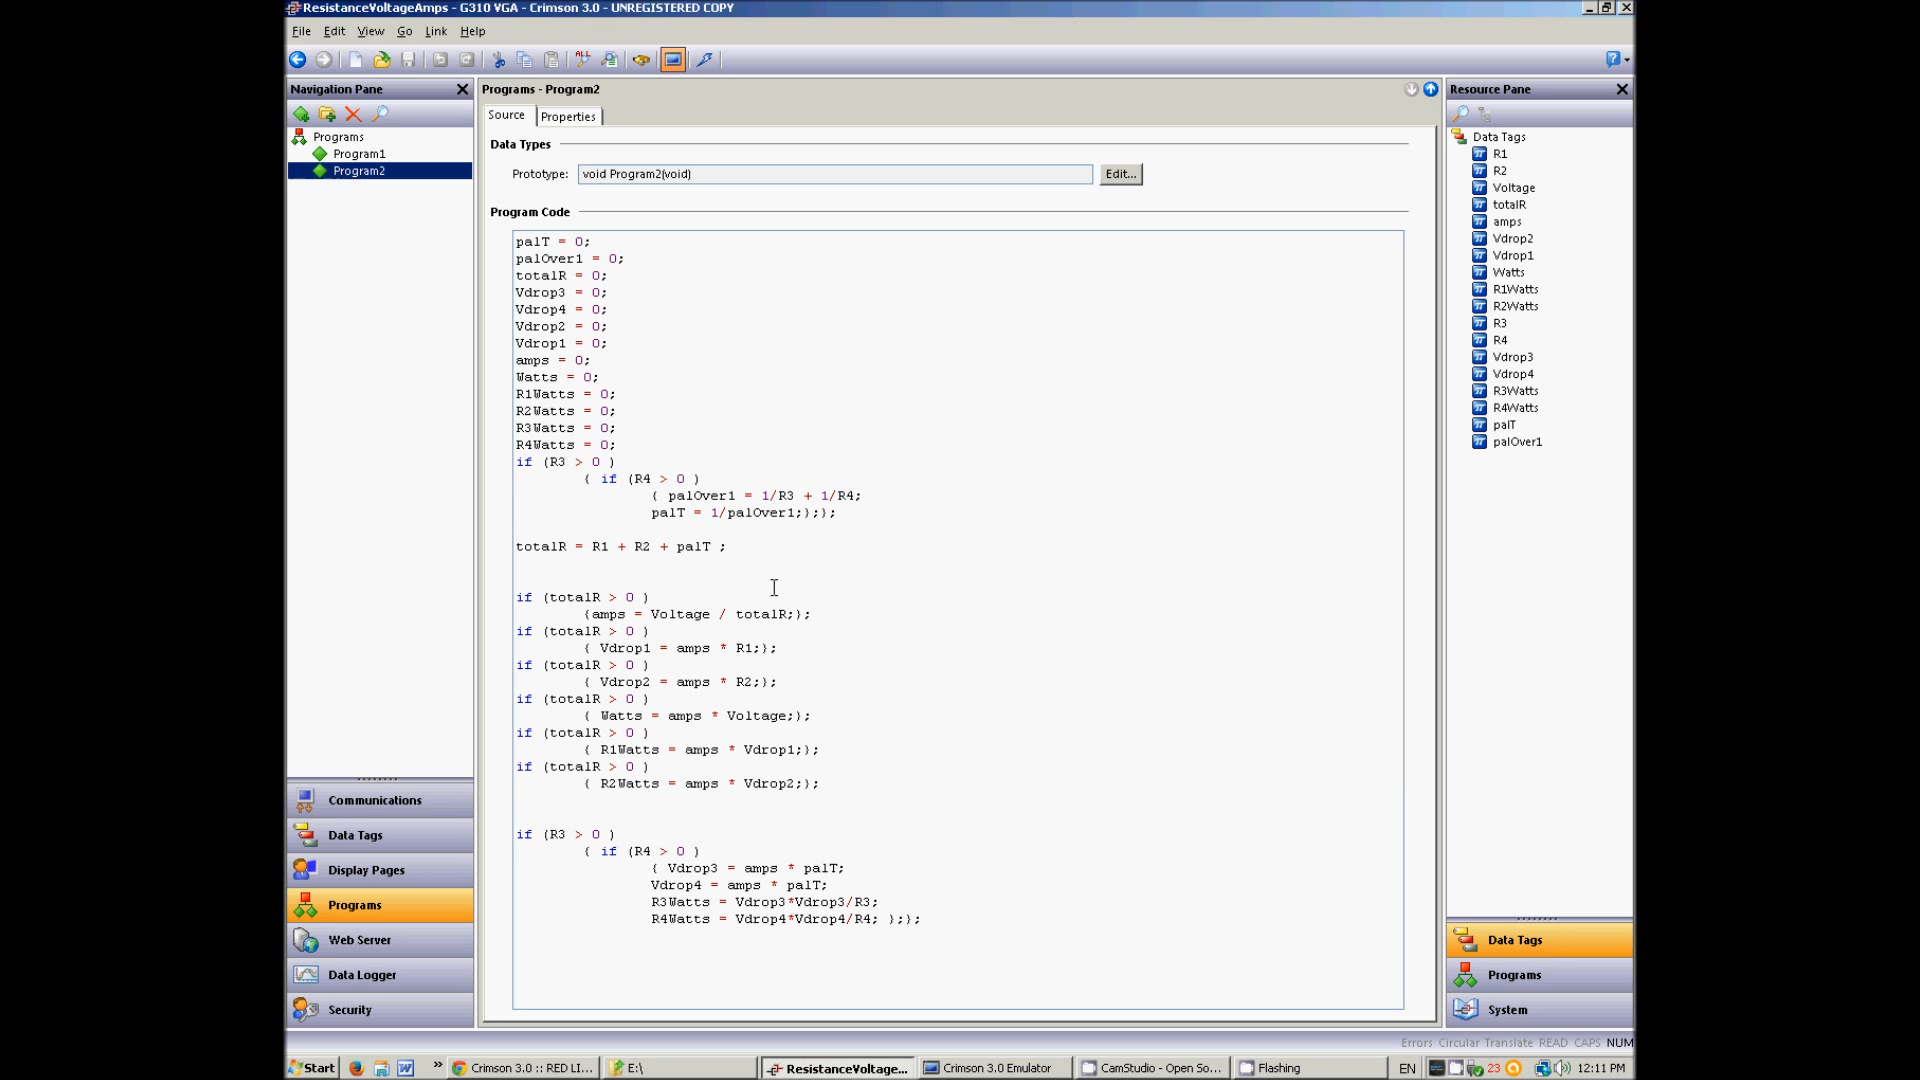 ResistanceVoltageAmps - G310 VGA - Crimson 3.0 - UNREGISTERED COPY
File Edit View Go Link Help
Navigation Pane
Programs
Program1
Program2
Communications
Data Tags
Display Pages
Programs
Web Server
Data Logger
Security
Programs - Program2
Source Properties
Data Types
Prototype: void Program2(void) Edit...
Program Code
palT = 0;
palOver1 = 0;
totalR = 0;
Vdrop3 = 0;
Vdrop4 = 0;
Vdrop2 = 0;
Vdrop1 = 0;
amps = 0;
Watts = 0;
R1Watts = 0;
R2Watts = 0;
R3Watts = 0;
R4Watts = 0;
if (R3 > 0 )
{ if (R4 > 0 )
{ palOver1 = 1/R3 + 1/R4;
palT = 1/palOver1;};};
totalR = R1 + R2 + palT ;
if (totalR > 0 )
{amps = Voltage / totalR;};
if (totalR > 0 )
{ Vdrop1 = amps * R1;};
if (totalR > 0 )
{ Vdrop2 = amps * R2;};
if (totalR > 0 )
{ Watts = amps * Voltage;};
if (totalR > 0 )
{ R1Watts = amps * Vdrop1;};
if (totalR > 0 )
{ R2Watts = amps * Vdrop2;};
if (R3 > 0 )
{ if (R4 > 0 )
{ Vdrop3 = amps * palT;
Vdrop4 = amps * palT;
R3Watts = Vdrop3*Vdrop3/R3;
R4Watts = Vdrop4*Vdrop4/R4; };};
Resource Pane
Data Tags
R1
R2
Voltage
totalR
amps
Vdrop2
Vdrop1
Watts
R1Watts
R2Watts
R3
R4
Vdrop3
Vdrop4
R3Watts
R4Watts
palT
palOver1
Data Tags
Programs
System
Errors Circular Translate READ CAPS NUM
Start
Crimson 3.0 :: RED LI...
E:\
ResistanceVoltage...
Crimson 3.0 Emulator
CamStudio - Open So...
Flashing
EN
23
12:11 PM